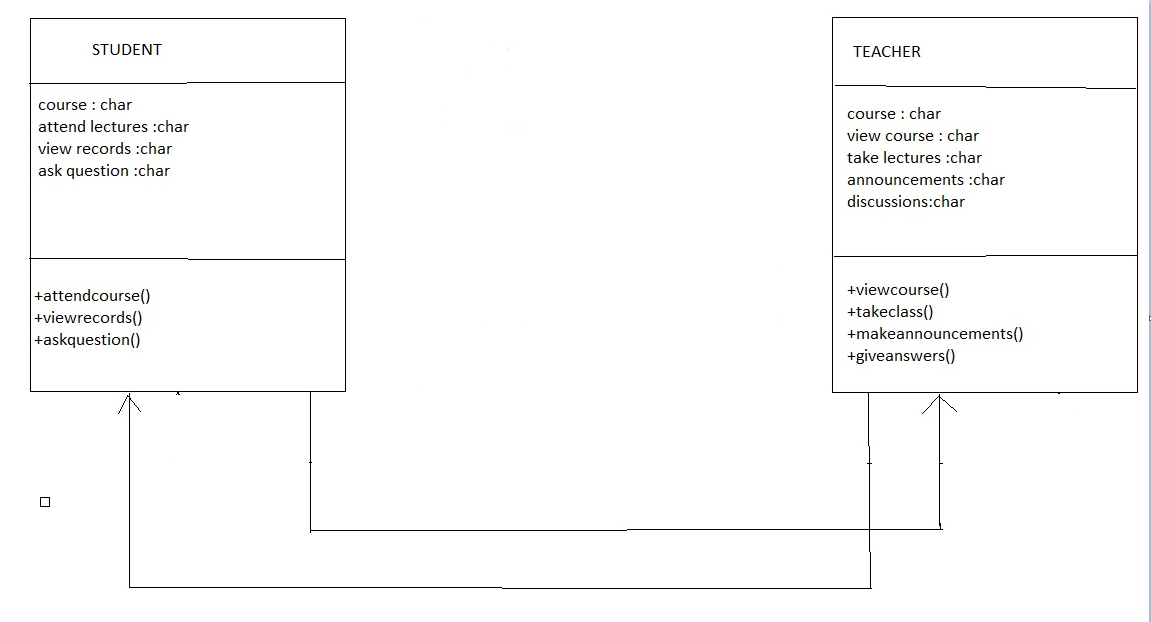 STUDENT
course : char
attend lectures :char
view records :char
ask question :char
+attendcourse()
+viewrecords()
+askquestion()
TEACHER
course : char
view course : char
take lectures :char
announcements :char
discussions:char
+viewcourse()
+takeclass()
+makeannouncements()
+giveanswers()